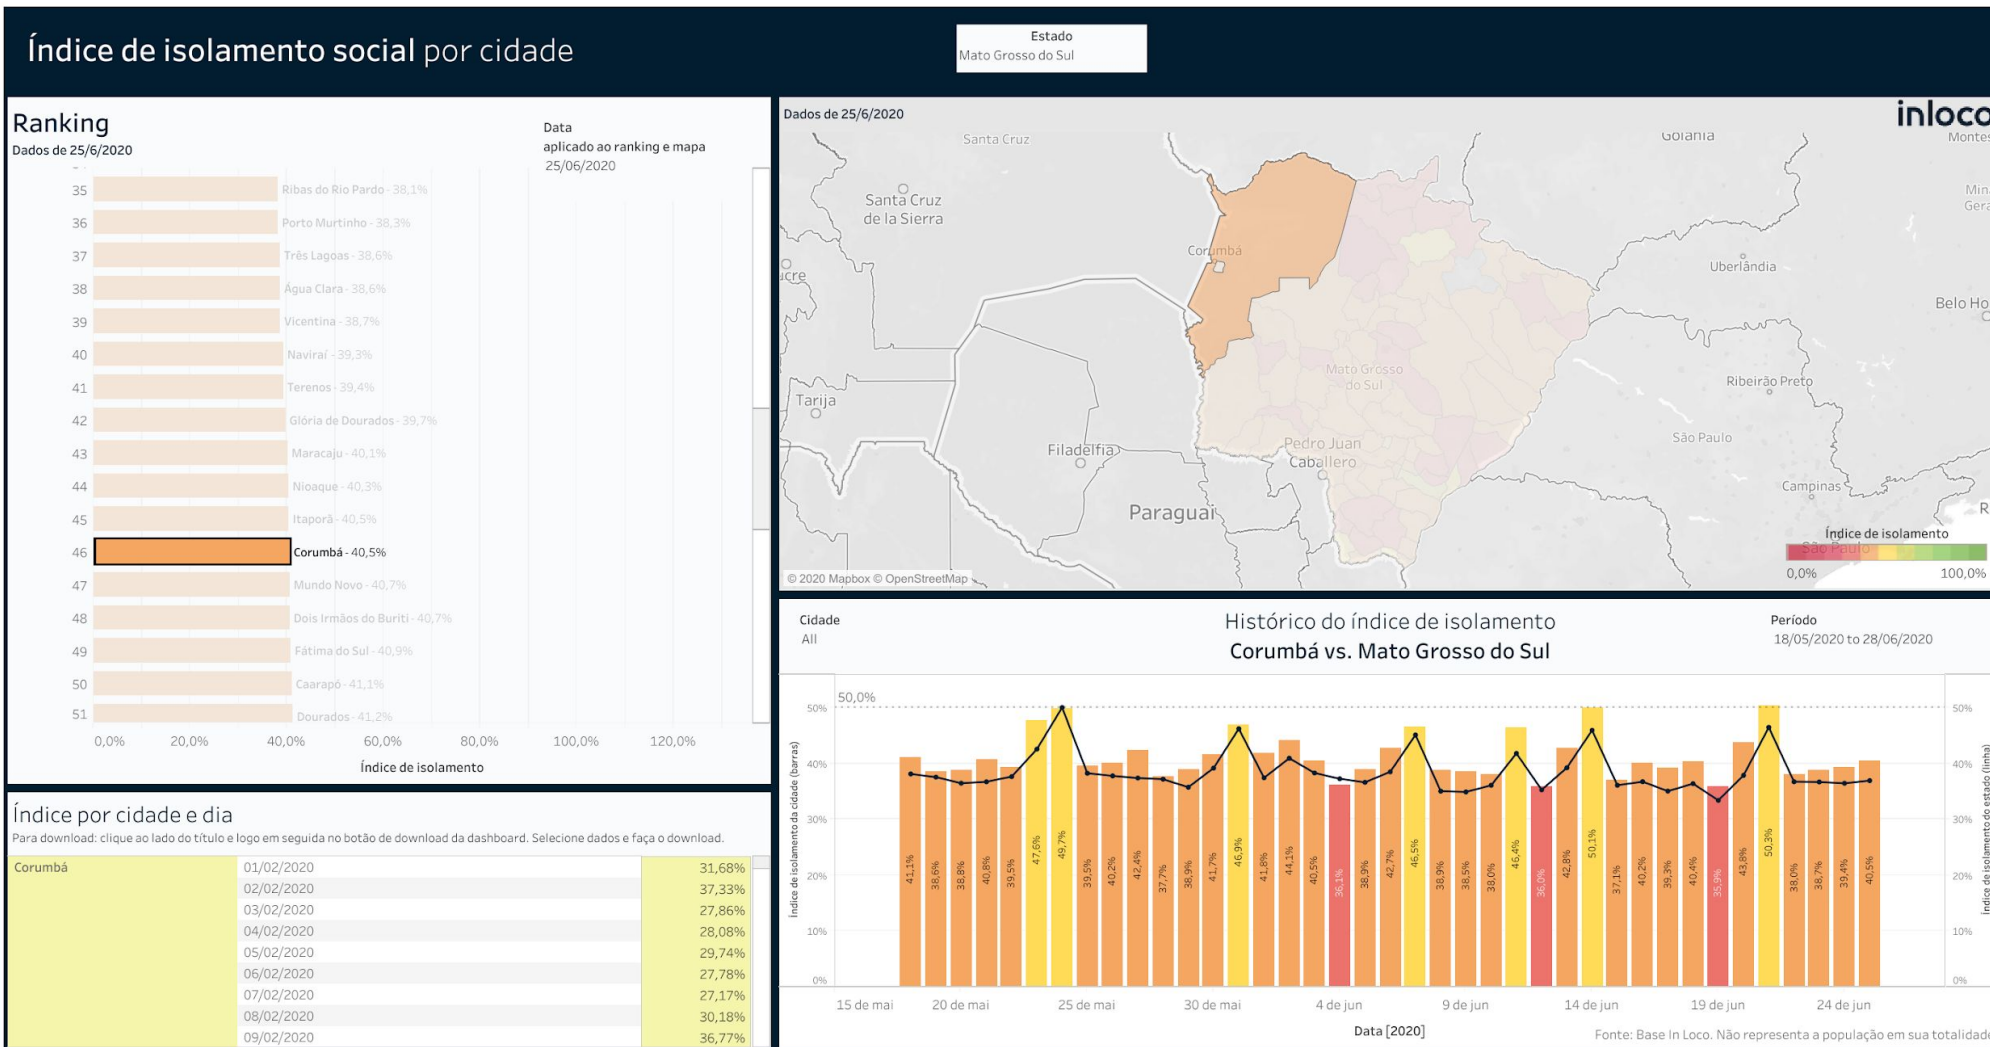 Índice de isolamento social por cidade
Estado
Mato Grosso do Sul
Ranking
Dados de 25/6/2020
Data
aplicado ao ranking e mapa
25/06/2020
35 Ribas do Rio Pardo - 38,1%
36 Porto Murtinho - 38,3%
37 Três Lagoas - 38,6%
38 Água Clara - 38,6%
39 Vicentina - 38,7%
40 Naviraí - 39,3%
41 Terenos - 39,4%
42 Glória de Dourados - 39,7%
43 Maracaju - 40,1%
44 Nioaque - 40,3%
45 Itaporã - 40,5%
46 Corumbá - 40,5%
47 Mundo Novo - 40,7%
48 Dois Irmãos do Buriti - 40,7%
49 Fátima do Sul - 40,9%
50 Caarapó - 41,1%
51 Dourados - 41,2%
0,0% 20,0% 40,0% 60,0% 80,0% 100,0% 120,0%
Índice de isolamento
Índice por cidade e dia
Para download: clique ao lado do título e logo em seguida no botão de download da dashboard. Selecione dados e faça o download.
Corumbá 01/02/2020 31,68%
02/02/2020 37,33%
03/02/2020 27,86%
04/02/2020 28,08%
05/02/2020 29,74%
06/02/2020 27,78%
07/02/2020 27,17%
08/02/2020 30,18%
09/02/2020 36,77%
Dados de 25/6/2020
inloco
Santa Cruz
Goiânia
Montes
Santa Cruz
de la Sierra
Min
Gera
Corumbá
ucre
Uberlândia
Belo Ho
Mato Grosso
do Sul
Ribeirão Preto
Tarija
Filadélfia
Pedro Juan
Caballero
São Paulo
Campinas
Paraguai
R
Índice de isolamento
São Paulo
0,0% 100,0%
© 2020 Mapbox © OpenStreetMap
Cidade
All
Histórico do índice de isolamento
Corumbá vs. Mato Grosso do Sul
Período
18/05/2020 to 28/06/2020
50,0%
Índice de isolamento da cidade (barras)
50%
40%
30%
20%
10%
0%
41,1% 38,6% 38,8% 40,8% 39,5% 47,6% 49,7% 39,5% 40,2% 42,4% 37,7% 38,9% 41,7% 46,9% 41,8% 44,1% 40,5% 36,1% 38,9% 42,7% 46,5% 38,9% 38,5% 38,0% 46,4% 36,0% 42,8% 50,1% 37,1% 40,2% 39,3% 40,4% 35,9% 43,8% 50,3% 38,0% 38,7% 39,4% 40,5%
50%
40%
30%
20%
10%
0%
Índice de isolamento do estado (linha)
15 de mai 20 de mai 25 de mai 30 de mai 4 de jun 9 de jun 14 de jun 19 de jun 24 de jun
Data [2020]
Fonte: Base In Loco. Não representa a população em sua totalidade